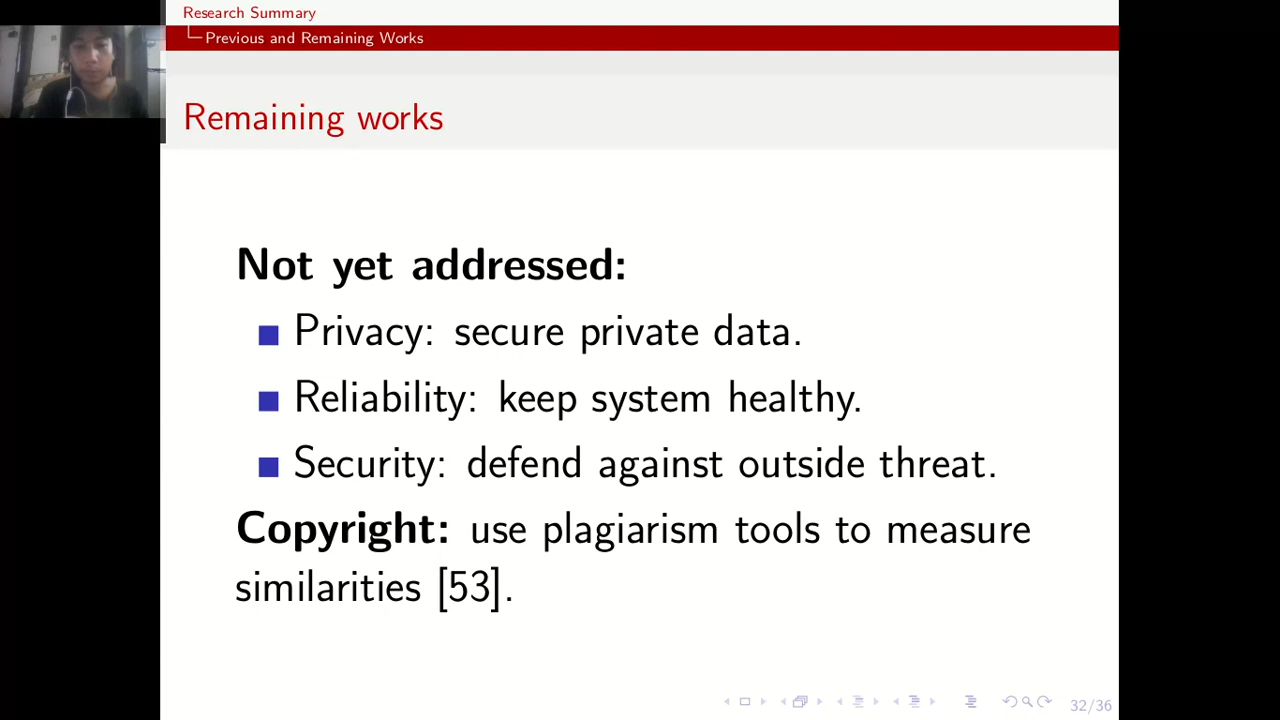 Research Summary
Previous and Remaining Works
Remaining works
Not yet addressed:
Privacy: secure private data.
Reliability: keep system healthy.
Security: defend against outside threat.
Copyright: use plagiarism tools to measure
similarities [53].
32/36